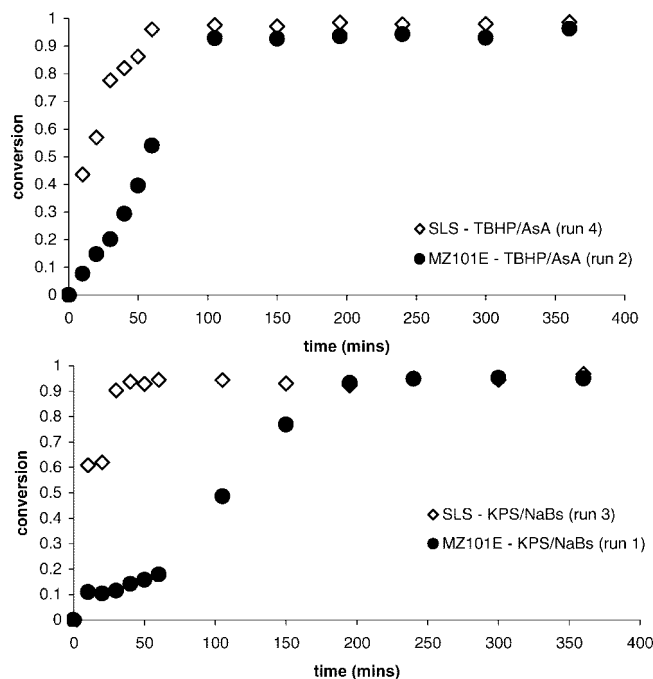 1
0.9
0.8
0.7
0.6
0.5
0.4
0.3
0.2
0.1
0
conversion
SLS - TBHP/AsA (run 4)
MZ101E - TBHP/AsA (run 2)
0 50 100 150 200 250 300 350 400
time (mins)
1
0.9
0.8
0.7
0.6
0.5
0.4
0.3
0.2
0.1
0
conversion
SLS - KPS/NaBs (run 3)
MZ101E - KPS/NaBs (run 1)
0 50 100 150 200 250 300 350 400
time (mins)